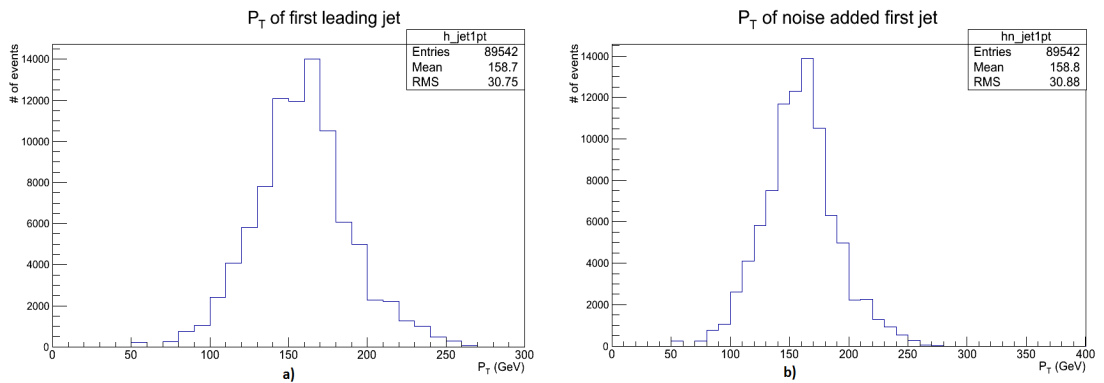 P_T of first leading jet
h_jet1pt
Entries 89542
Mean 158.7
RMS 30.75
# of events
14000
12000
10000
8000
6000
4000
2000
0
0 50 100 150 200 250 300
P_T (GeV)
a)
P_T of noise added first jet
hn_jet1pt
Entries 89542
Mean 158.8
RMS 30.88
# of events
14000
12000
10000
8000
6000
4000
2000
0
0 50 100 150 200 250 300 350 400
P_T (GeV)
b)